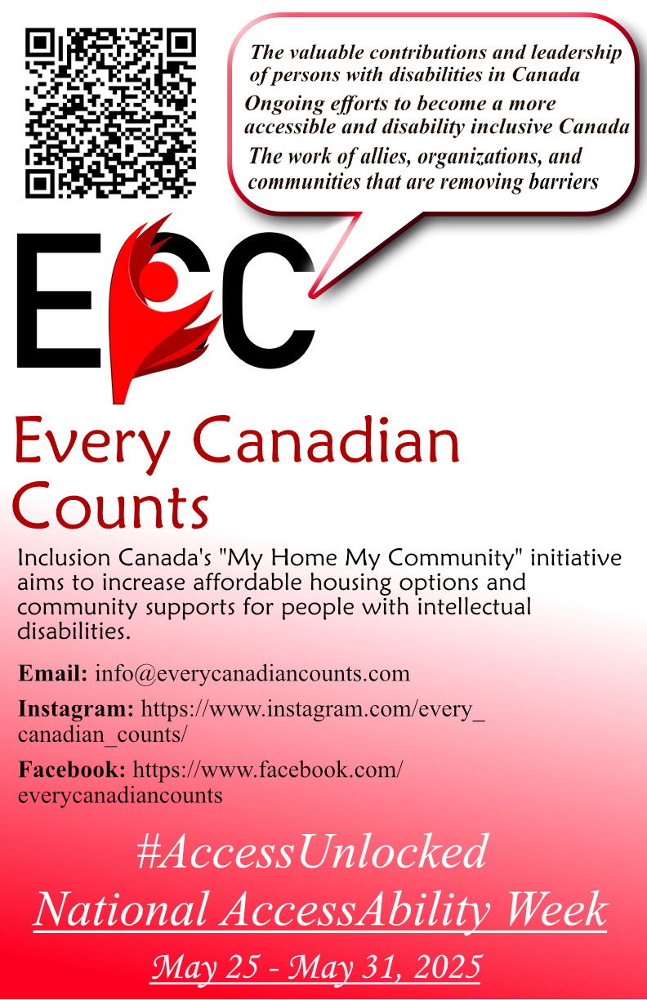 The valuable contributions and leadership
of persons with disabilities in Canada
Ongoing efforts to become a more
accessible and disability inclusive Canada
The work of allies, organizations, and
communities that are removing barriers
ECC
Every Canadian
Counts
Inclusion Canada's "My Home My Community" initiative
aims to increase affordable housing options and
community supports for people with intellectual
disabilities.
Email: info@everycanadiancounts.com
Instagram: https://www.instagram.com/every_
canadian_counts/
Facebook: https://www.facebook.com/
everycanadiancounts
#AccessUnlocked
National AccessAbility Week
May 25 - May 31, 2025